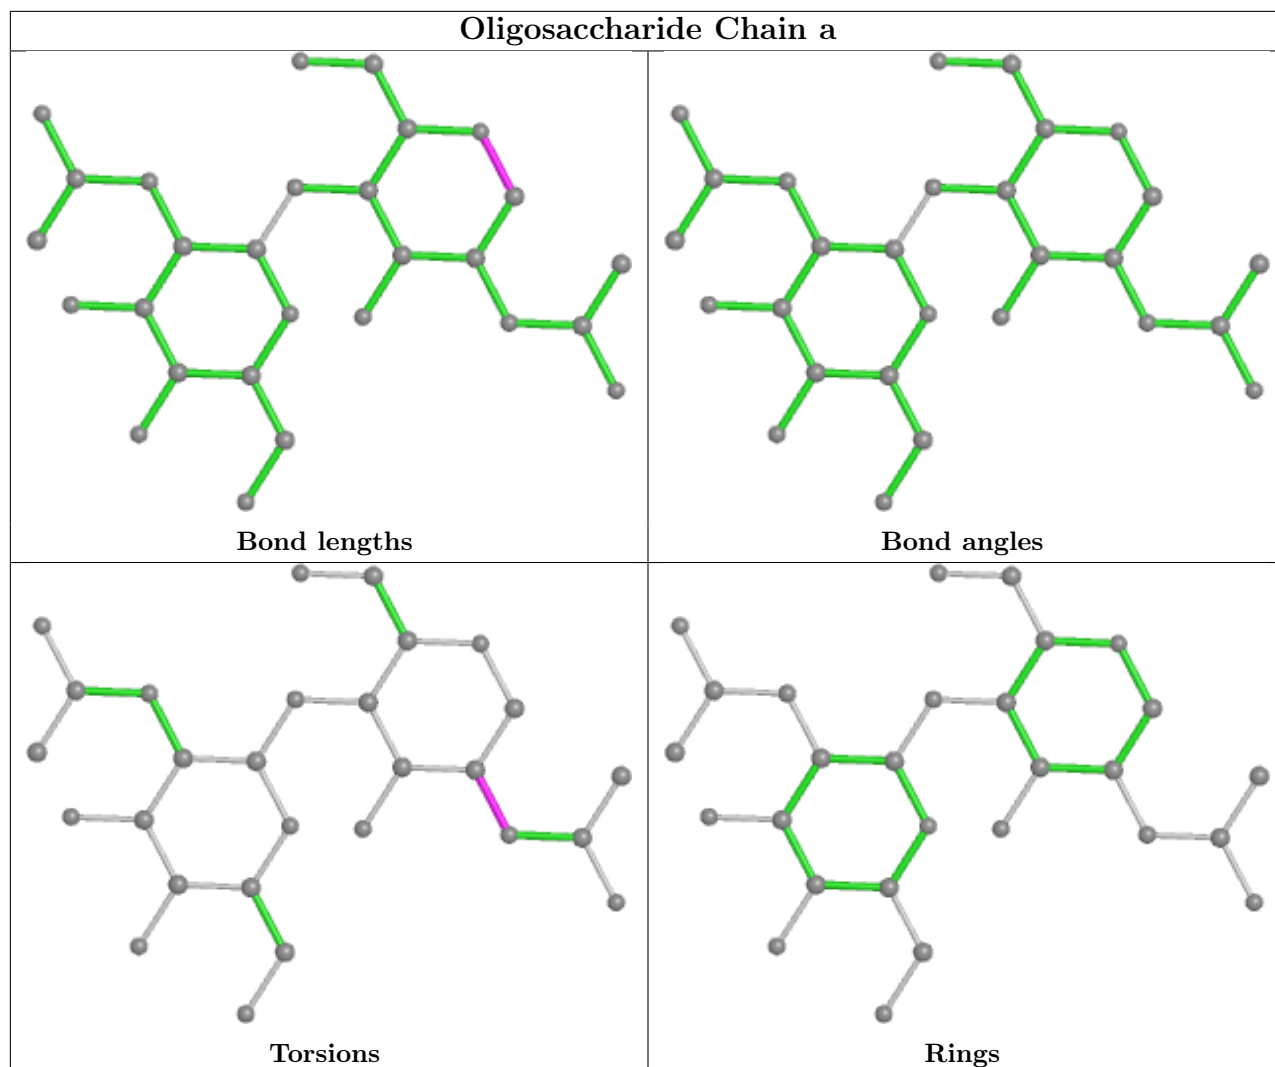 Oligosaccharide Chain a
Bond lengths
Bond angles
Torsions
Rings